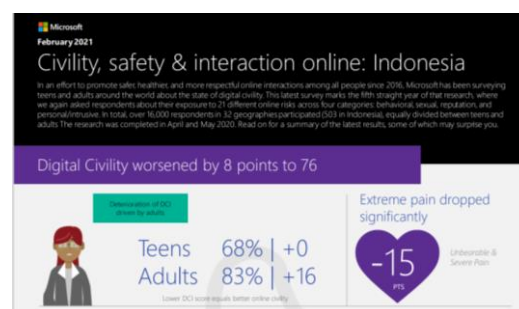 Microsoft
February 2021
Civility, safety & interaction online: Indonesia
In an effort to promote safer, healthier, and more respectful online interactions among all people since 2016, Microsoft has been surveying
teens and adults around the world about the state of digital civility. This latest survey marks the fifth straight year of that research, where
we again asked respondents about their exposure to 21 different online risks across four categories: behavioral, sexual, reputation, and
personal/intrusive. In total, over 16,000 respondents in 32 geographies participated (503 in Indonesia), equally divided between teens and
adults The research was completed in April and May 2020. Read on for a summary of the latest results, some of which may surprise you.
Digital Civility worsened by 8 points to 76
Deterioration of DCI
driven by adults
Teens 68% | +0
Adults 83% | +16
Lower DCI score equals better online civility
Extreme pain dropped
significantly
-15
PTS
Unbearable &
Severe Pain